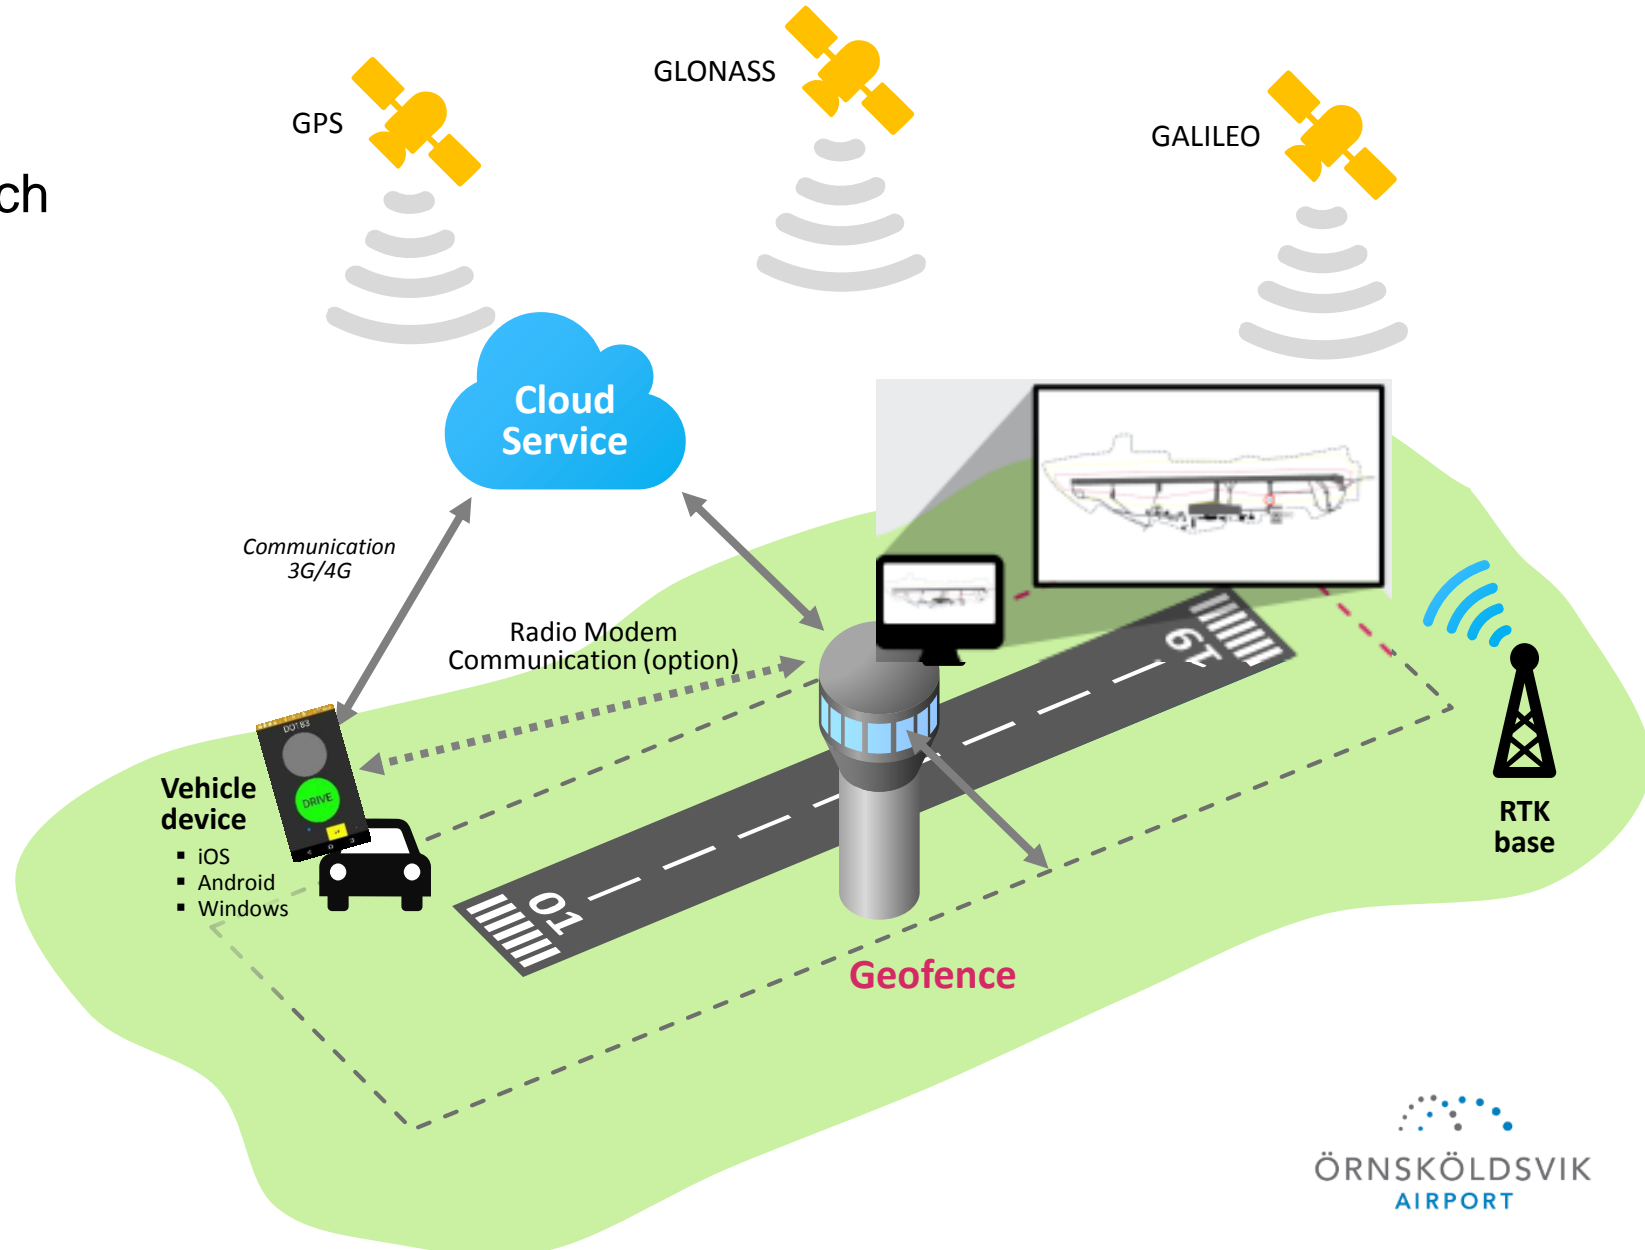 GLONASS
GPS
GALILEO
ch
Cloud
Service
Communication
3G/4G
Radio Modem
Communication (option)
19
DRIVE
Vehicle
device
▪ iOS
▪ Android
▪ Windows
RTK
base
01
Geofence
ÖRNSKÖLDSVIK
AIRPORT